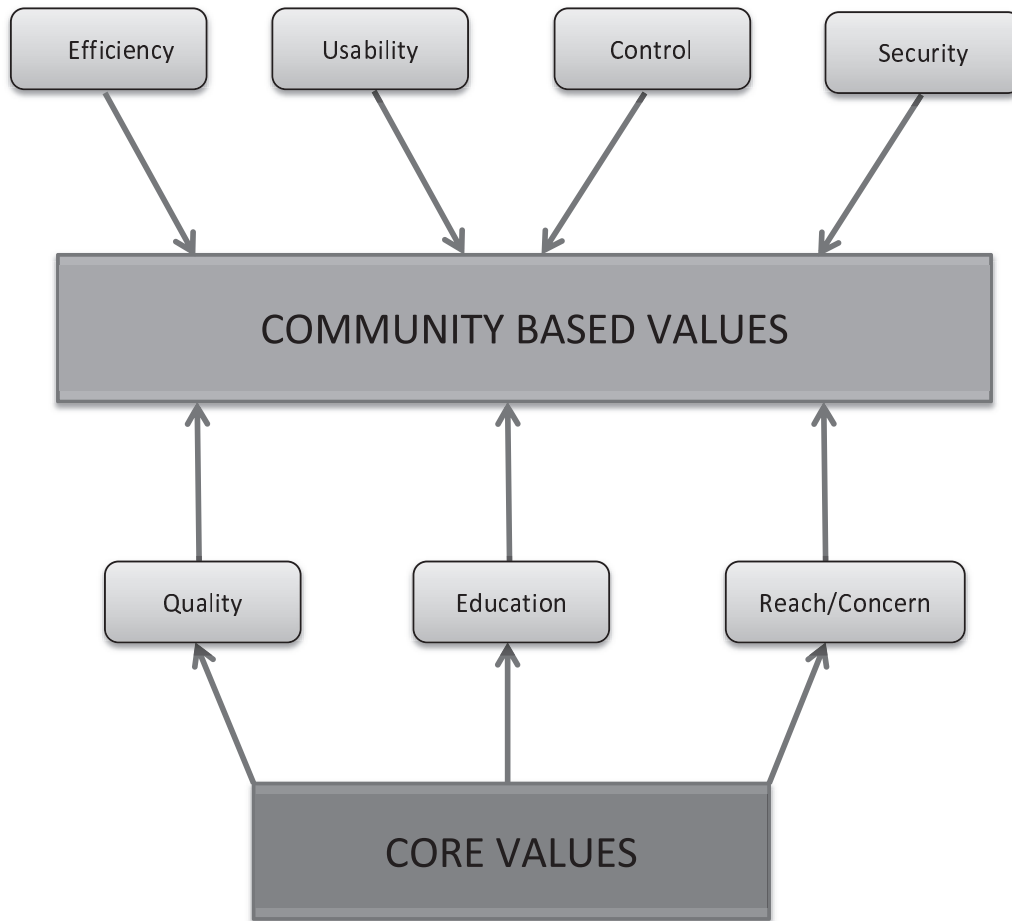 Efficiency
Usability
Control
Security
COMMUNITY BASED VALUES
Quality
Education
Reach/Concern
CORE VALUES